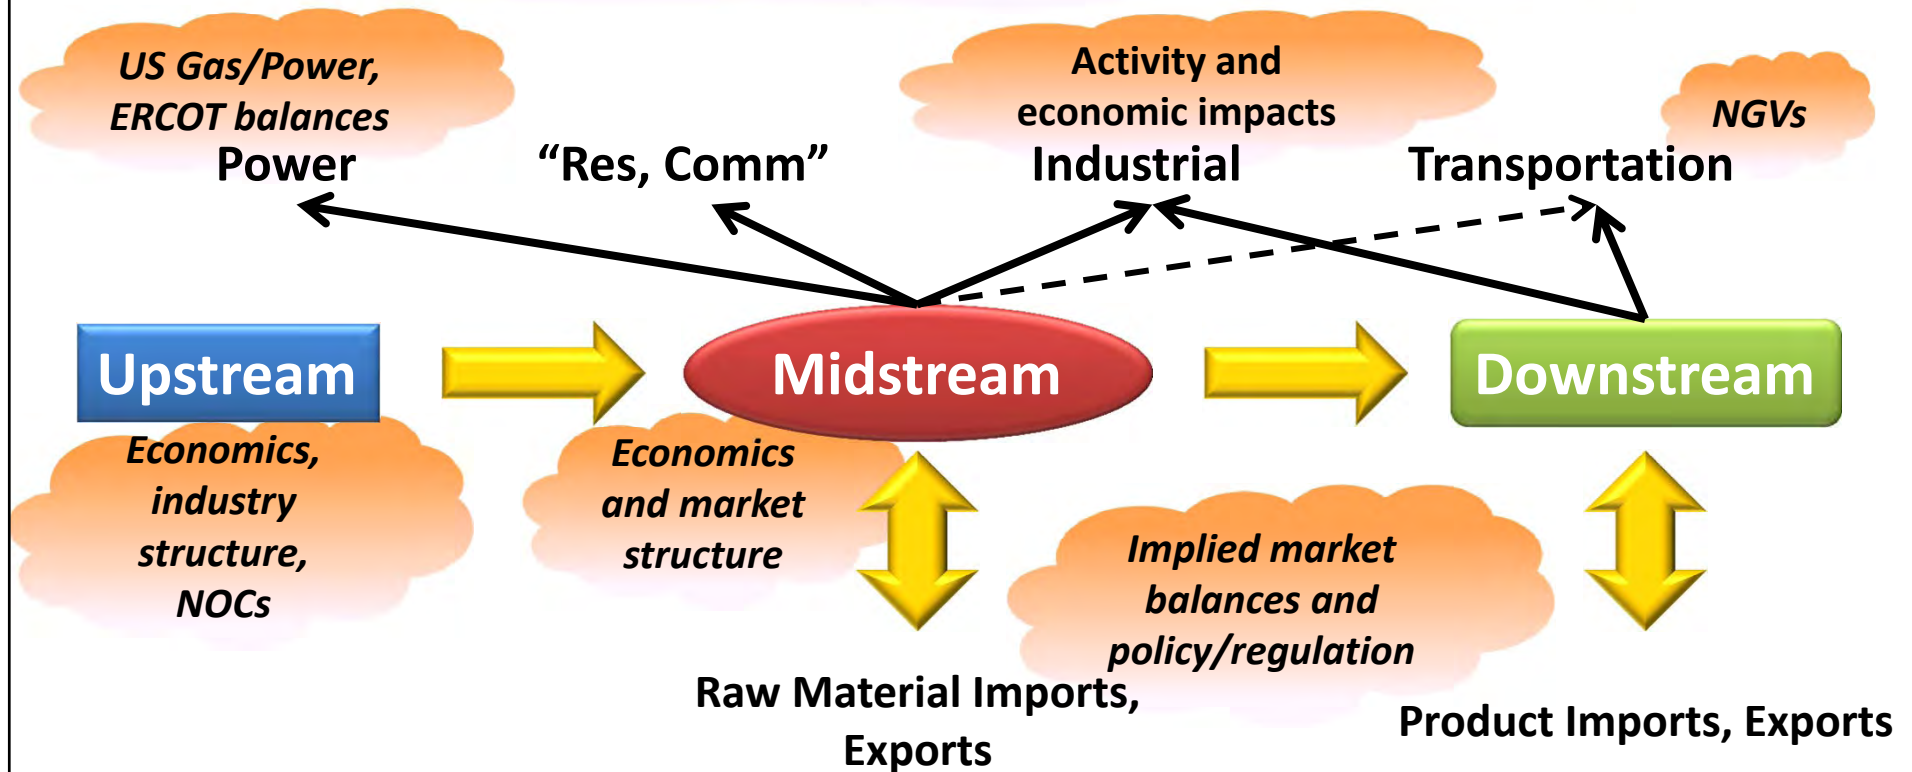 US Gas/Power,
ERCOT balances
Power
“Res, Comm”
Activity and
economic impacts
Industrial
NGVs
Transportation
Upstream
Midstream
Downstream
Economics,
industry
structure,
NOCs
Economics
and market
structure
Implied market
balances and
policy/regulation
Raw Material Imports,
Exports
Product Imports, Exports